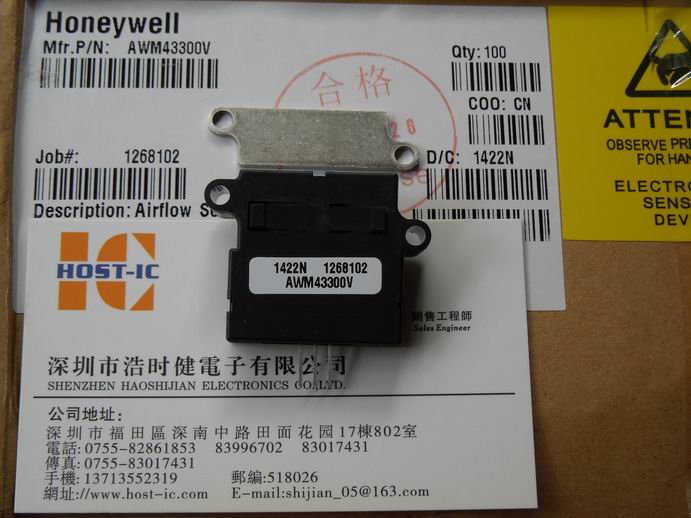 Honeywell
Mfr.P/N: AWM43300V
Qty: 100
COO: CN
合格
26
Job#: 1268102
D/C: 1422N
Description: Airflow
ATTEN
OBSERVE PRE
FOR HAN
ELECTRO
SENS
DEV
1422N 1268102
AWM43300V
IC
HOST-IC
銷售工程師
Sales Engineer
深圳市浩时健電子有限公司
SHENZHEN HAOSHIJIAN ELECTRONICS CO.,LTD.
公司地址:
深圳市福田區深南中路田面花园17棟802室
電話: 0755-82861853 83996702 83017431
傳真: 0755-83017431
手機: 13713552319 郵編:518026
網址://www.host-ic.com E-mail:shijian_05@163.com